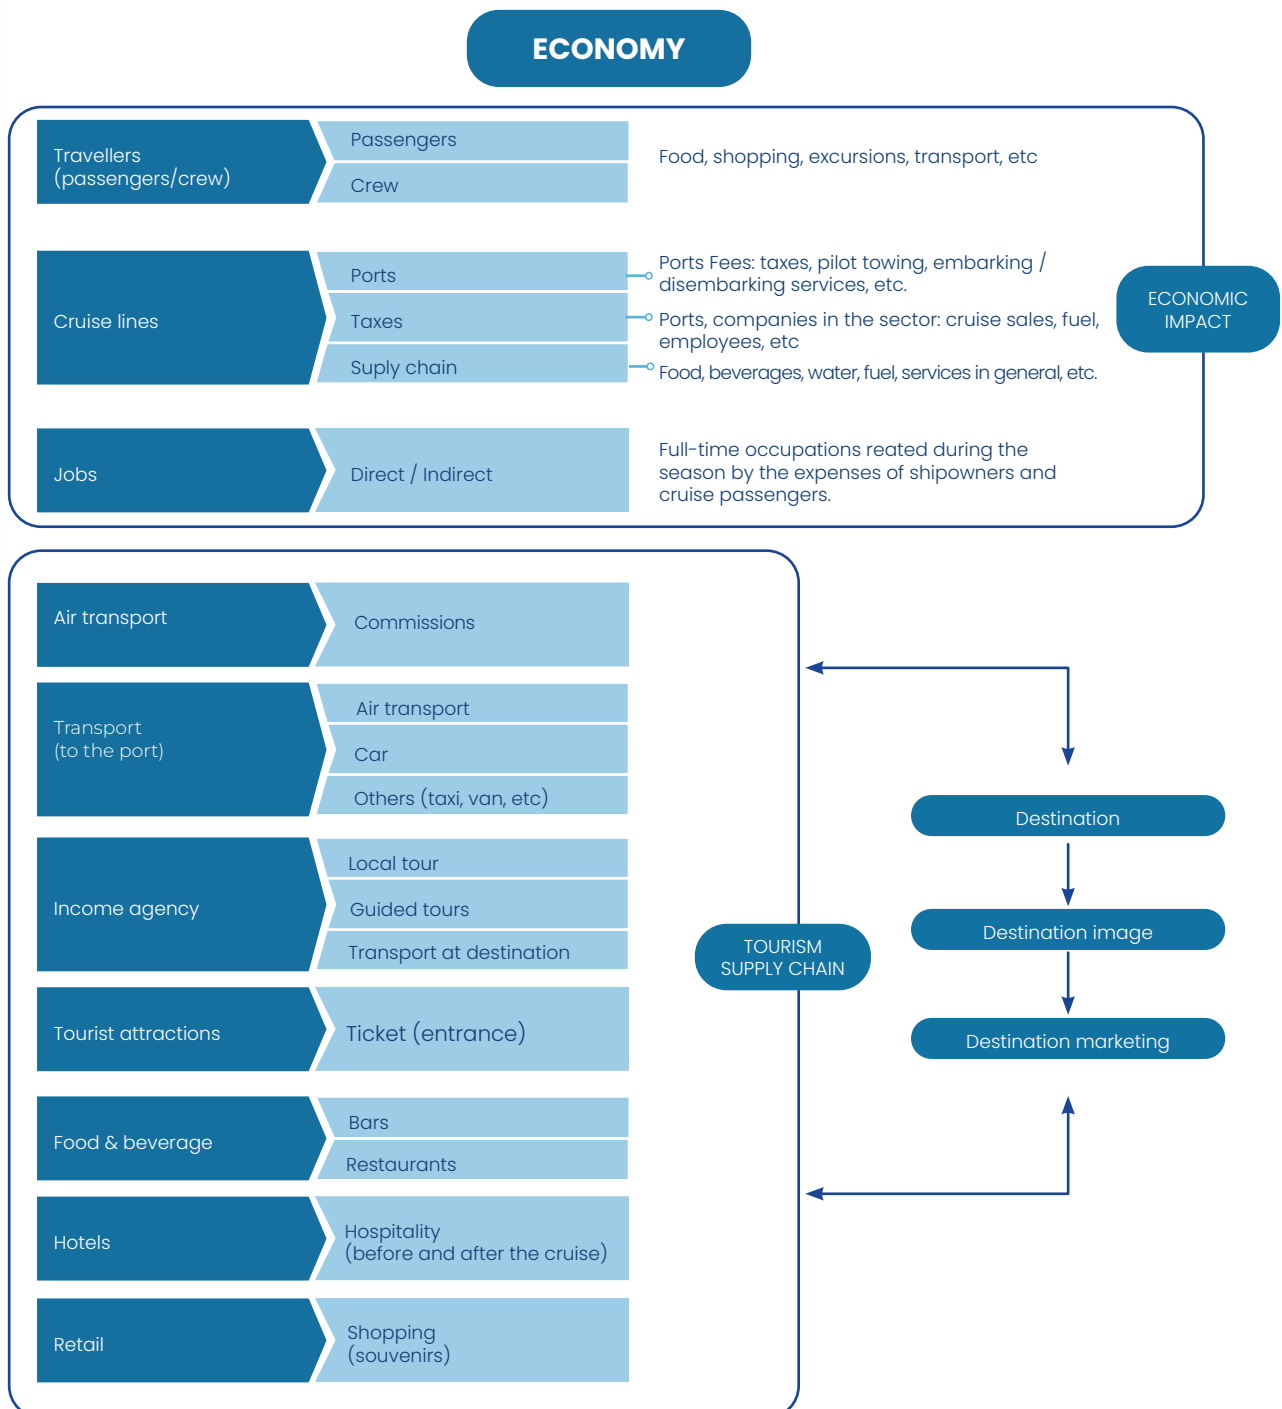 ECONOMY
Travellers
(passengers/crew)
Passengers
Crew
Food, shopping, excursions, transport, etc
Cruise lines
Ports
Taxes
Suply chain
Ports Fees: taxes, pilot towing, embarking /
disembarking services, etc.
Ports, companies in the sector: cruise sales, fuel,
employees, etc
Food, beverages, water, fuel, services in general, etc.
ECONOMIC
IMPACT
Jobs
Direct / Indirect
Full-time occupations reated during the
season by the expenses of shipowners and
cruise passengers.
Air transport
Commissions
Transport
(to the port)
Air transport
Car
Others (taxi, van, etc)
Income agency
Local tour
Guided tours
Transport at destination
Tourist attractions
Ticket (entrance)
Food & beverage
Bars
Restaurants
Hotels
Hospitality
(before and after the cruise)
Retail
Shopping
(souvenirs)
TOURISM
SUPPLY CHAIN
Destination
Destination image
Destination marketing